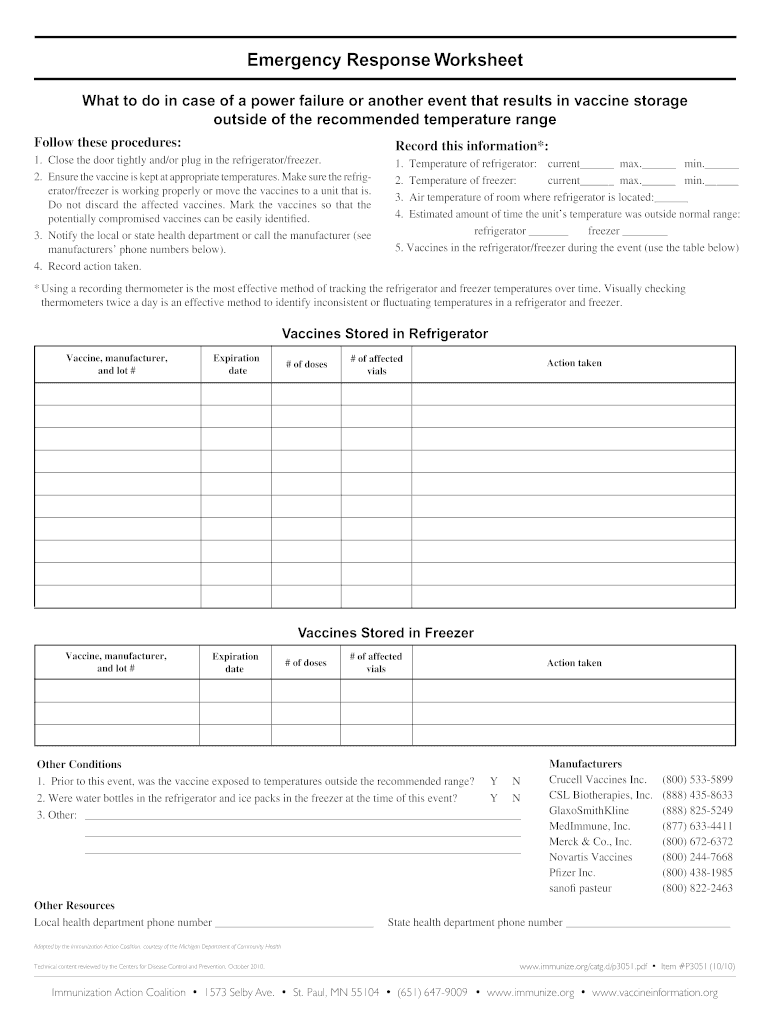 Emergency Response Worksheet
What to do in case of a power failure or another event that results in vaccine storage
outside of the recommended temperature range
Follow these procedures:
1. Close the door tightly and/or plug in the refrigerator/freezer.
2. Ensure the vaccine is kept at appropriate temperatures. Make sure the refrig-
erator/freezer is working properly or move the vaccines to a unit that is.
Do not discard the affected vaccines. Mark the vaccines so that the
potentially compromised vaccines can be easily identified.
3. Notify the local or state health department or call the manufacturer (see
manufacturers' phone numbers below).
4. Record action taken.
Record this information*:
1. Temperature of refrigerator: current______ max.______ min.______
2. Temperature of freezer: current______ max.______ min.______
3. Air temperature of room where refrigerator is located:______
4. Estimated amount of time the unit's temperature was outside normal range:
refrigerator _______ freezer ________
5. Vaccines in the refrigerator/freezer during the event (use the table below)
* Using a recording thermometer is the most effective method of tracking the refrigerator and freezer temperatures over time. Visually checking
thermometers twice a day is an effective method to identify inconsistent or fluctuating temperatures in a refrigerator and freezer.
Vaccines Stored in Refrigerator
Vaccine, manufacturer,
and lot #
Expiration
date
# of doses
# of affected
vials
Action taken
Vaccines Stored in Freezer
Vaccine, manufacturer,
and lot #
Expiration
date
# of doses
# of affected
vials
Action taken
Other Conditions
1. Prior to this event, was the vaccine exposed to temperatures outside the recommended range? Y N
2. Were water bottles in the refrigerator and ice packs in the freezer at the time of this event? Y N
3. Other:
Manufacturers
Crucell Vaccines Inc. (800) 533-5899
CSL Biotherapies, Inc. (888) 435-8633
GlaxoSmithKline (888) 825-5249
MedImmune, Inc. (877) 633-4411
Merck & Co., Inc. (800) 672-6372
Novartis Vaccines (800) 244-7668
Pfizer Inc. (800) 438-1985
sanofi pasteur (800) 822-2463
Other Resources
Local health department phone number ____________________________ State health department phone number ____________________________
Adapted by the Immunization Action Coalition, courtesy of the Michigan Department of Community Health
Technical content reviewed by the Centers for Disease Control and Prevention, October 2010.
www.immunize.org/catg.d/p3051.pdf • Item #P3051 (10/10)
Immunization Action Coalition • 1573 Selby Ave. • St. Paul, MN 55104 • (651) 647-9009 • www.immunize.org • www.vaccineinformation.org